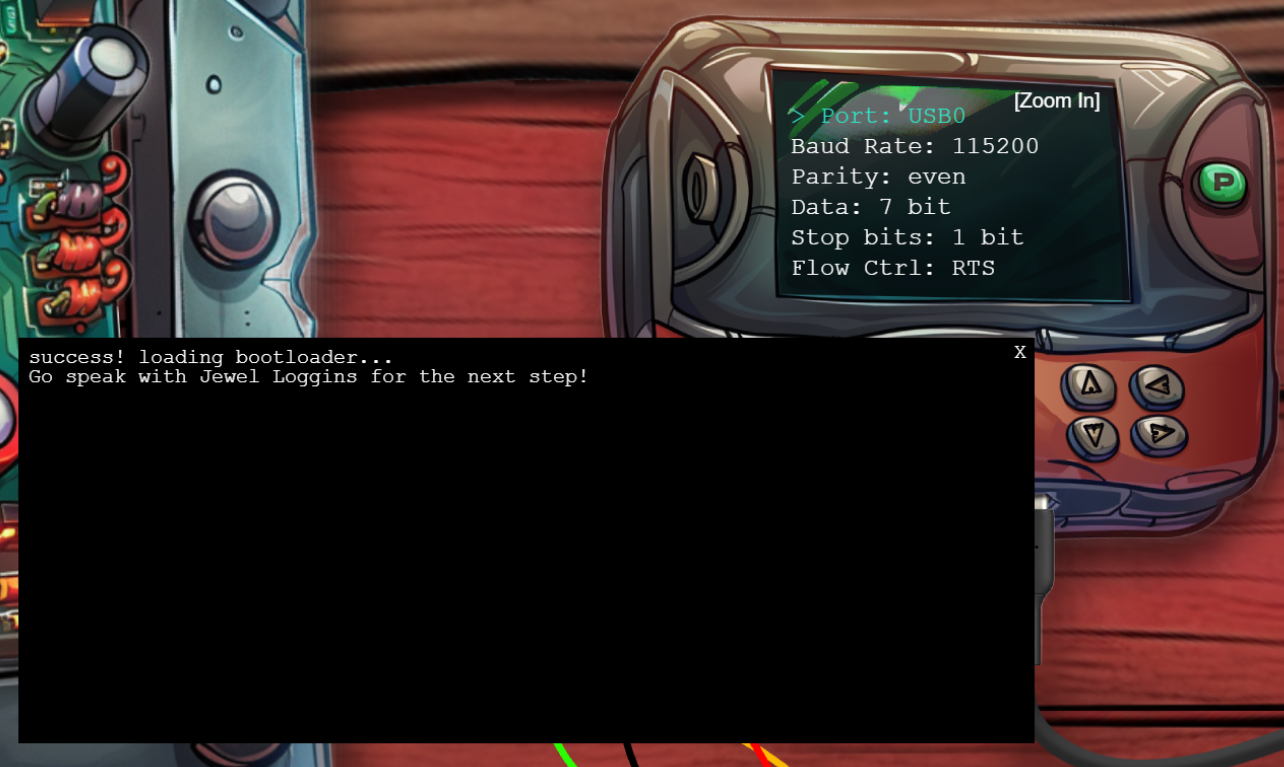 [Zoom In]
> Port: USB0
Baud Rate: 115200
Parity: even
Data: 7 bit
Stop bits: 1 bit
Flow Ctrl: RTS
P
X
success! loading bootloader...
Go speak with Jewel Loggins for the next step!